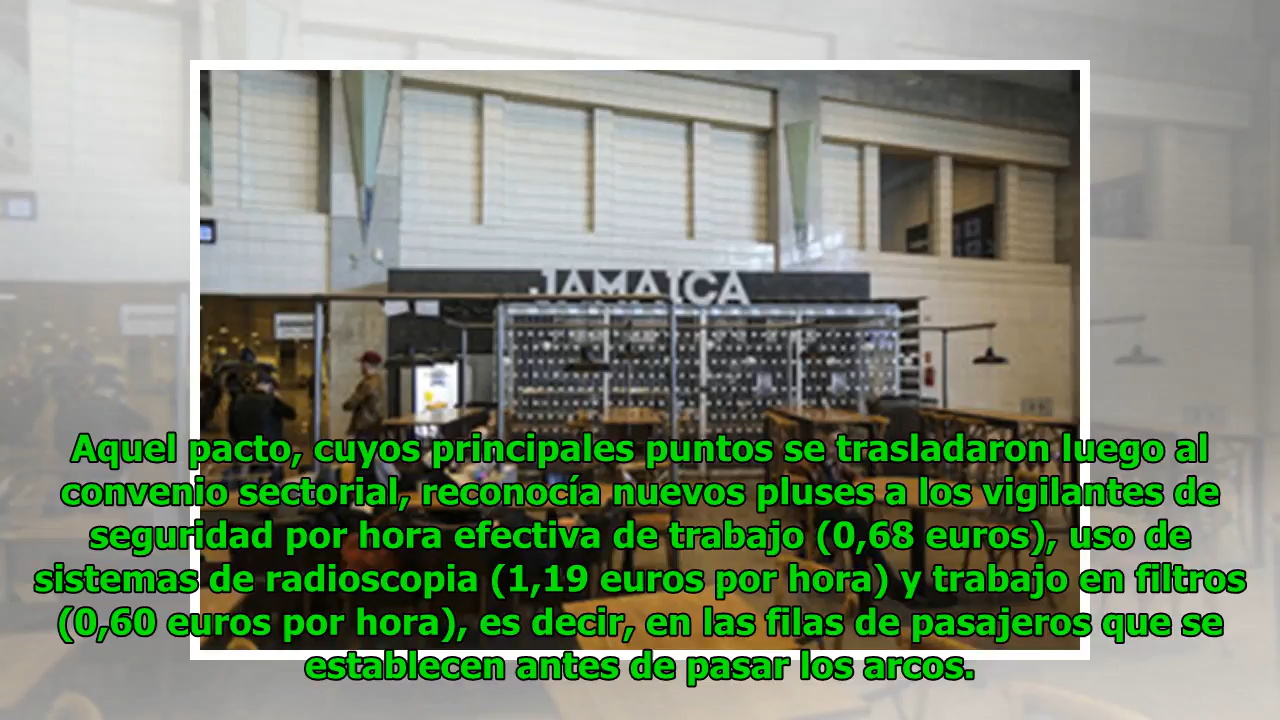 JAMAICA
Aquel pacto, cuyos principales puntos se trasladaron luego al
convenio sectorial, reconocía nuevos pluses a los vigilantes de
seguridad por hora efectiva de trabajo (0,68 euros), uso de
sistemas de radioscopia (1,19 euros por hora) y trabajo en filtros
(0,60 euros por hora), es decir, en las filas de pasajeros que se
establecen antes de pasar los arcos.